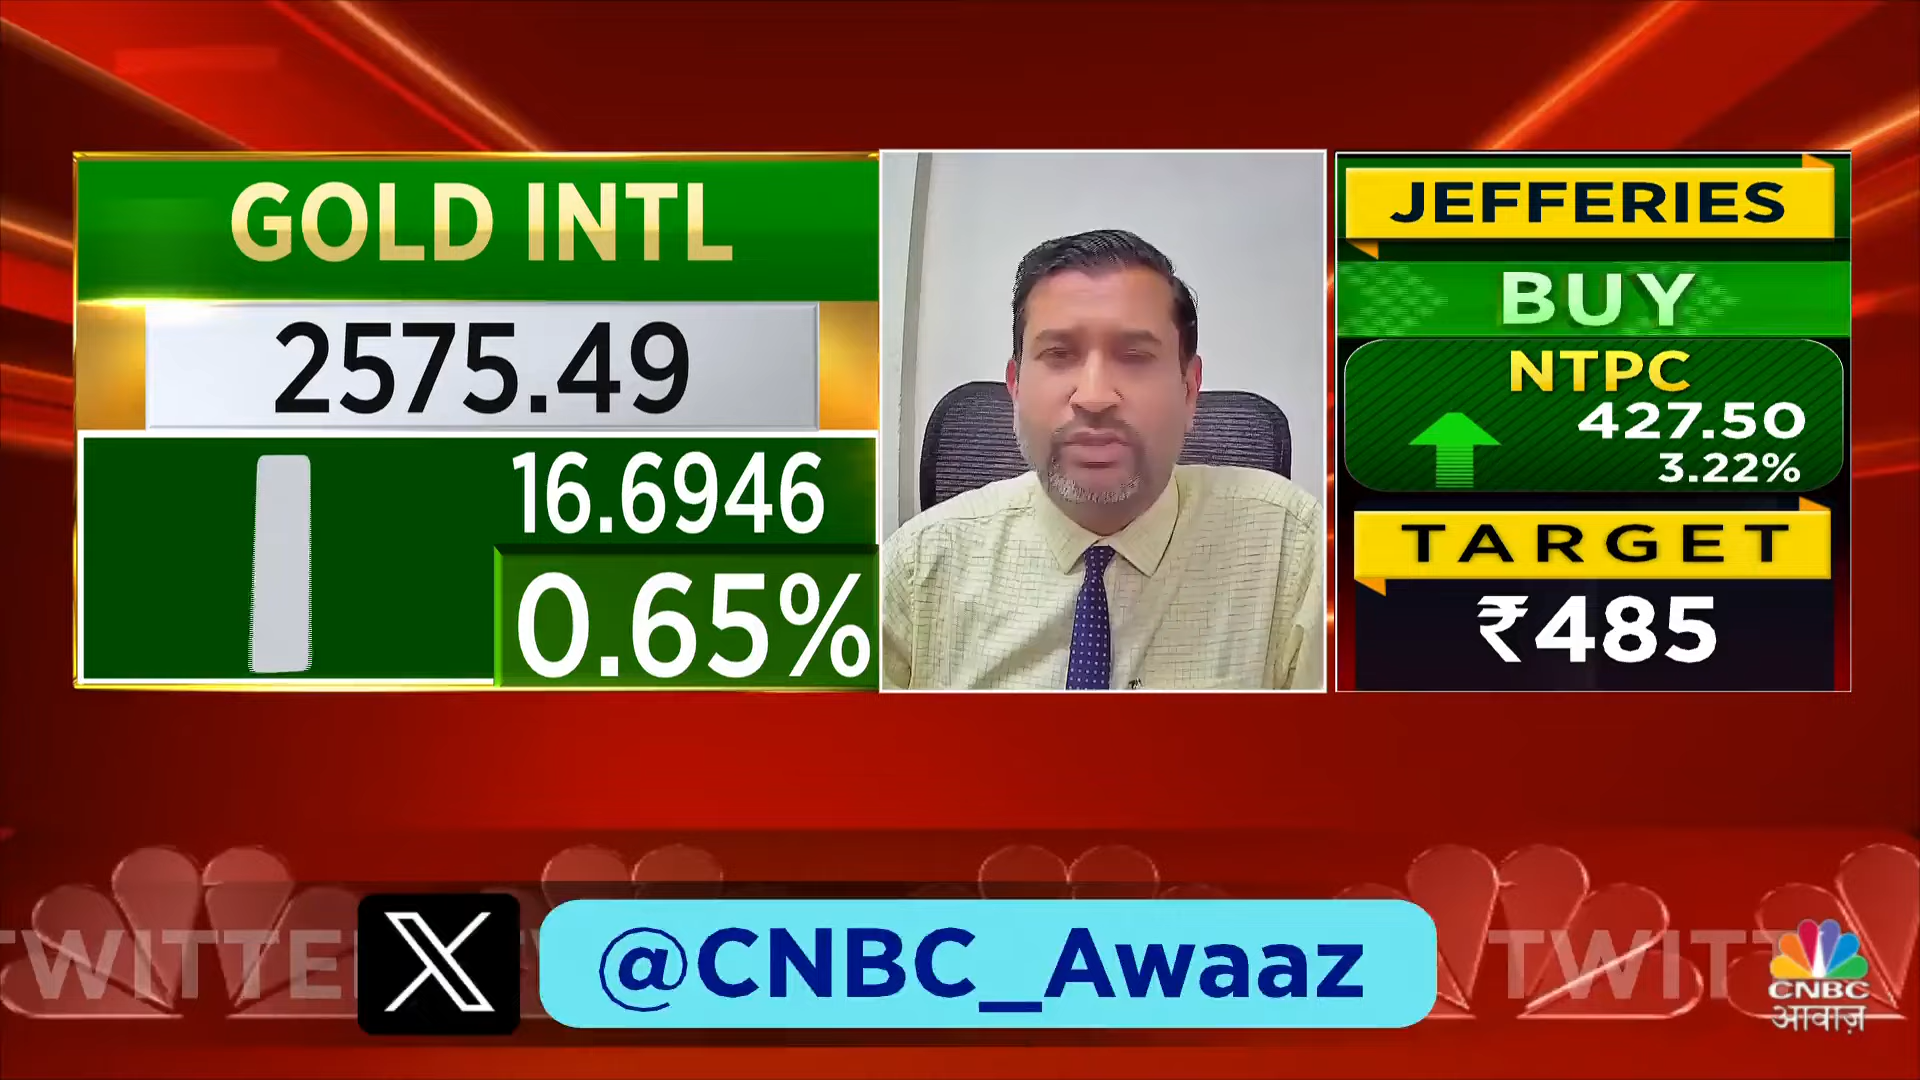 GOLD INTL
2575.49
16.6946
0.65%
JEFFERIES
BUY
NTPC
427.50
3.22%
TARGET
₹485
TWITTE
X
@CNBC_Awaaz
TWITT
CNBC
आवाज़